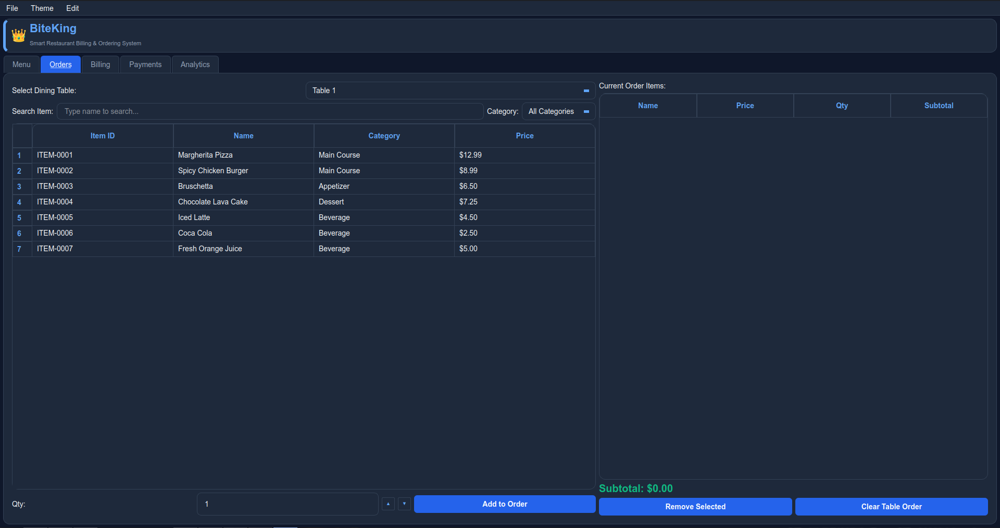 File Theme Edit
BiteKing
Smart Restaurant Billing & Ordering System
Menu Orders Billing Payments Analytics
Select Dining Table: Table 1
Search Item: Type name to search... Category: All Categories
Item ID Name Category Price
1 ITEM-0001 Margherita Pizza Main Course $12.99
2 ITEM-0002 Spicy Chicken Burger Main Course $8.99
3 ITEM-0003 Bruschetta Appetizer $6.50
4 ITEM-0004 Chocolate Lava Cake Dessert $7.25
5 ITEM-0005 Iced Latte Beverage $4.50
6 ITEM-0006 Coca Cola Beverage $2.50
7 ITEM-0007 Fresh Orange Juice Beverage $5.00
Qty: 1 Add to Order
Current Order Items:
Name Price Qty Subtotal
Subtotal: $0.00
Remove Selected Clear Table Order